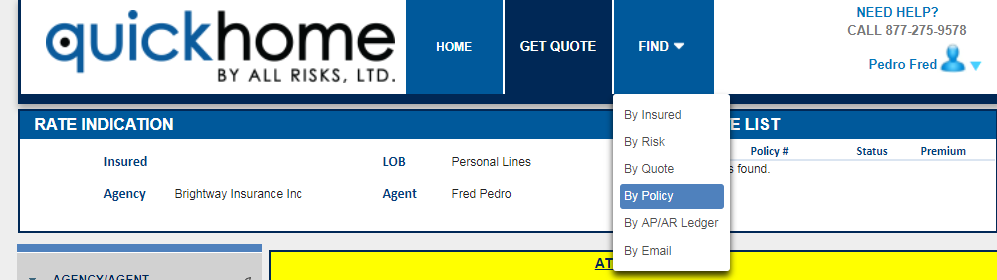 quickhome
BY ALL RISKS, LTD.
HOME
GET QUOTE
FIND
NEED HELP?
CALL 877-275-9578
Pedro Fred
By Insured
By Risk
By Quote
By Policy
By AP/AR Ledger
By Email
RATE INDICATION
Insured
LOB Personal Lines
Agency Brightway Insurance Inc
Agent Fred Pedro
E LIST
Policy # Status Premium
s found.
AGENCY/AGENT
AT